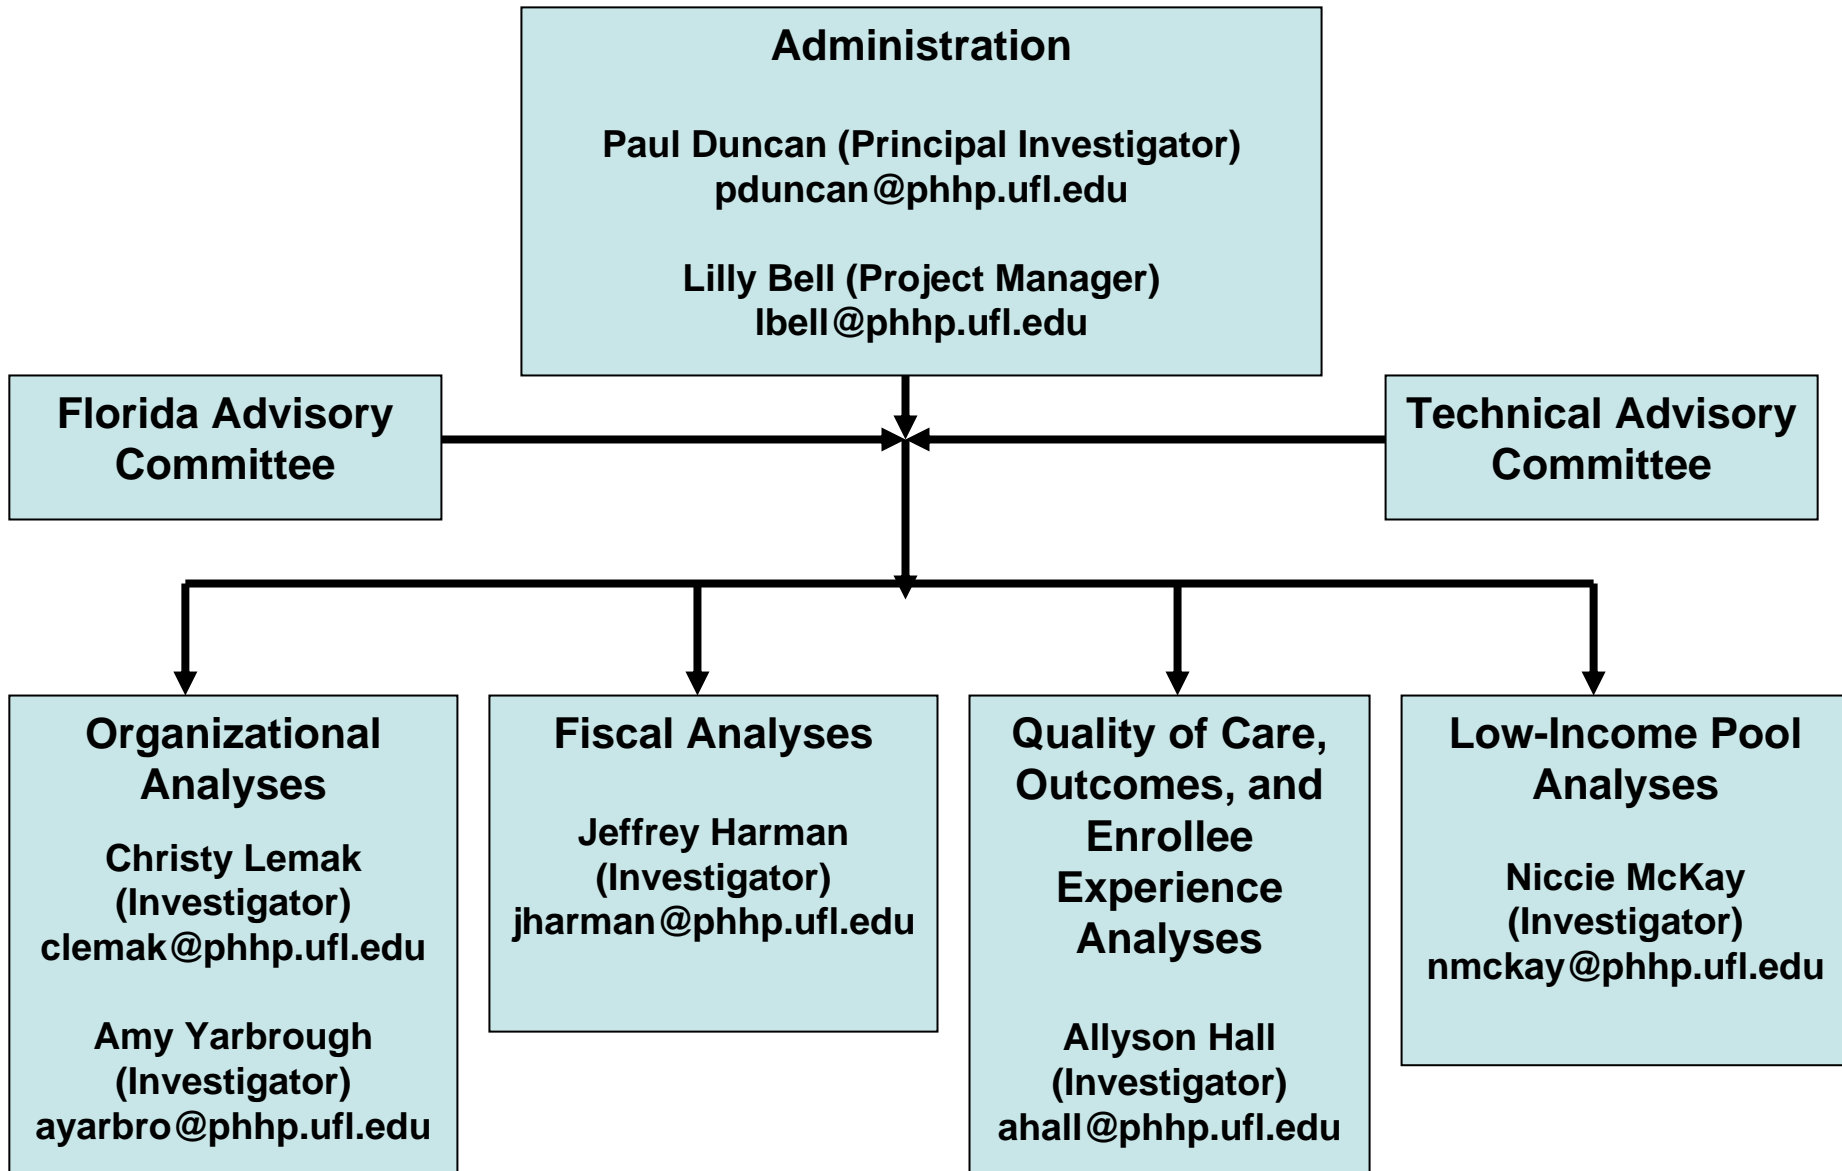 Administration
Paul Duncan (Principal Investigator)
pduncan@phhp.ufl.edu
Lilly Bell (Project Manager)
lbell@phhp.ufl.edu
Florida Advisory
Committee
Technical Advisory
Committee
Organizational
Analyses
Christy Lemak
(Investigator)
clemak@phhp.ufl.edu
Amy Yarbrough
(Investigator)
ayarbro@phhp.ufl.edu
Fiscal Analyses
Jeffrey Harman
(Investigator)
jharman@phhp.ufl.edu
Quality of Care,
Outcomes, and
Enrollee
Experience
Analyses
Allyson Hall
(Investigator)
ahall@phhp.ufl.edu
Low-Income Pool
Analyses
Niccie McKay
(Investigator)
nmckay@phhp.ufl.edu